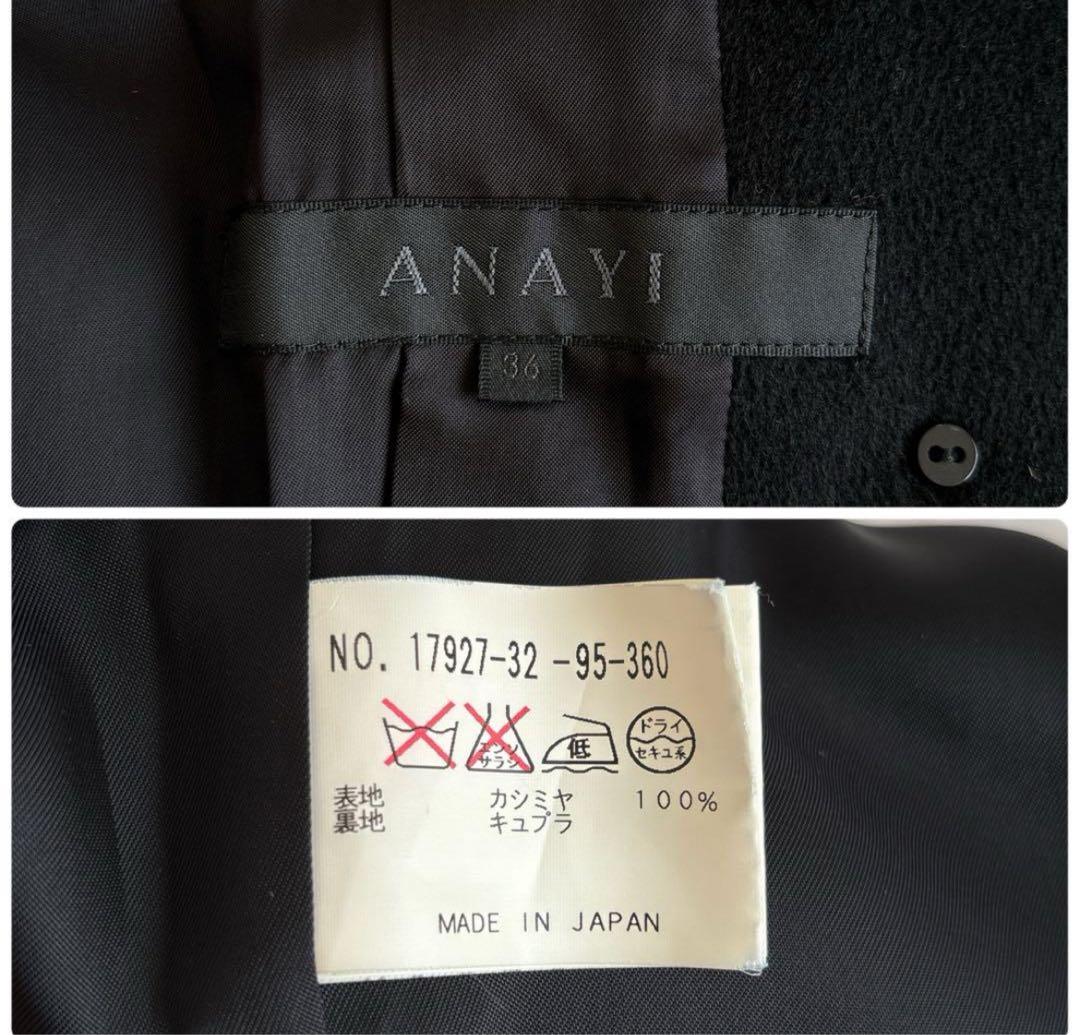 ANAYI
36
NO. 17927-32 -95-360
エンソ
サラシ
低
ドライ
セキユ系
表地 カシミヤ 100%
裏地 キュプラ
MADE IN JAPAN